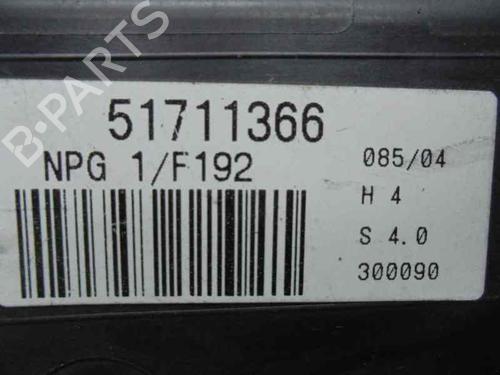 51711366
NPG 1/F192
085/04
H 4
S 4.0
300090
B-PARTS